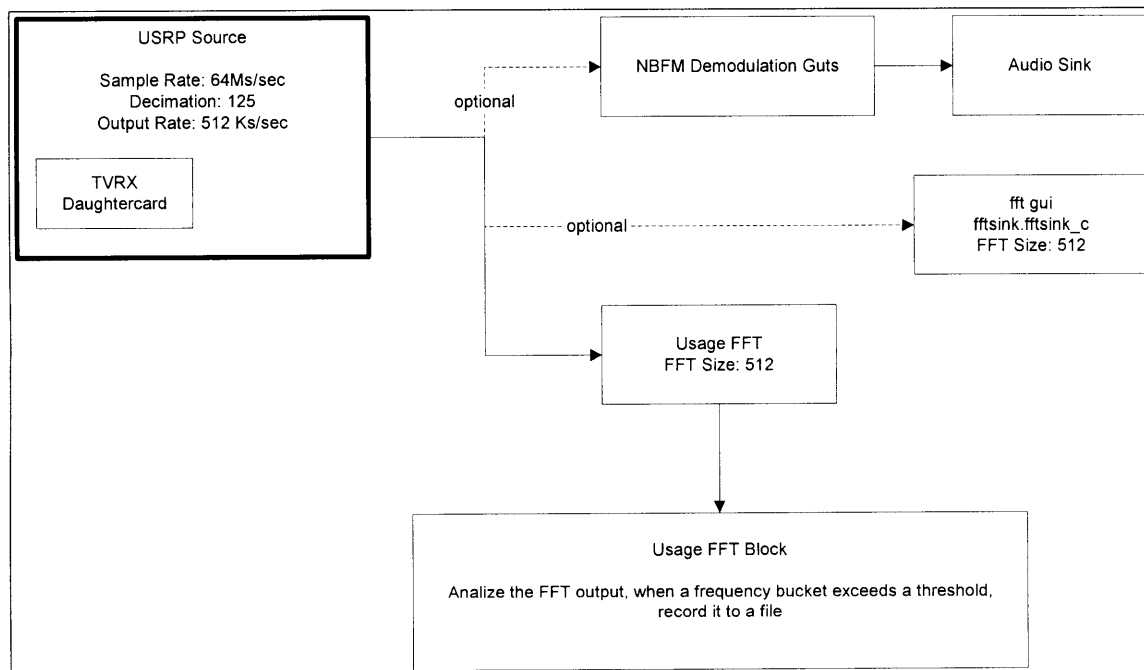 USRP Source
Sample Rate: 64Ms/sec
Decimation: 125
Output Rate: 512 Ks/sec
TVRX
Daughtercard
optional
NBFM Demodulation Guts
Audio Sink
optional
fft gui
fftsink.fftsink_c
FFT Size: 512
Usage FFT
FFT Size: 512
Usage FFT Block
Analize the FFT output, when a frequency bucket exceeds a threshold,
record it to a file